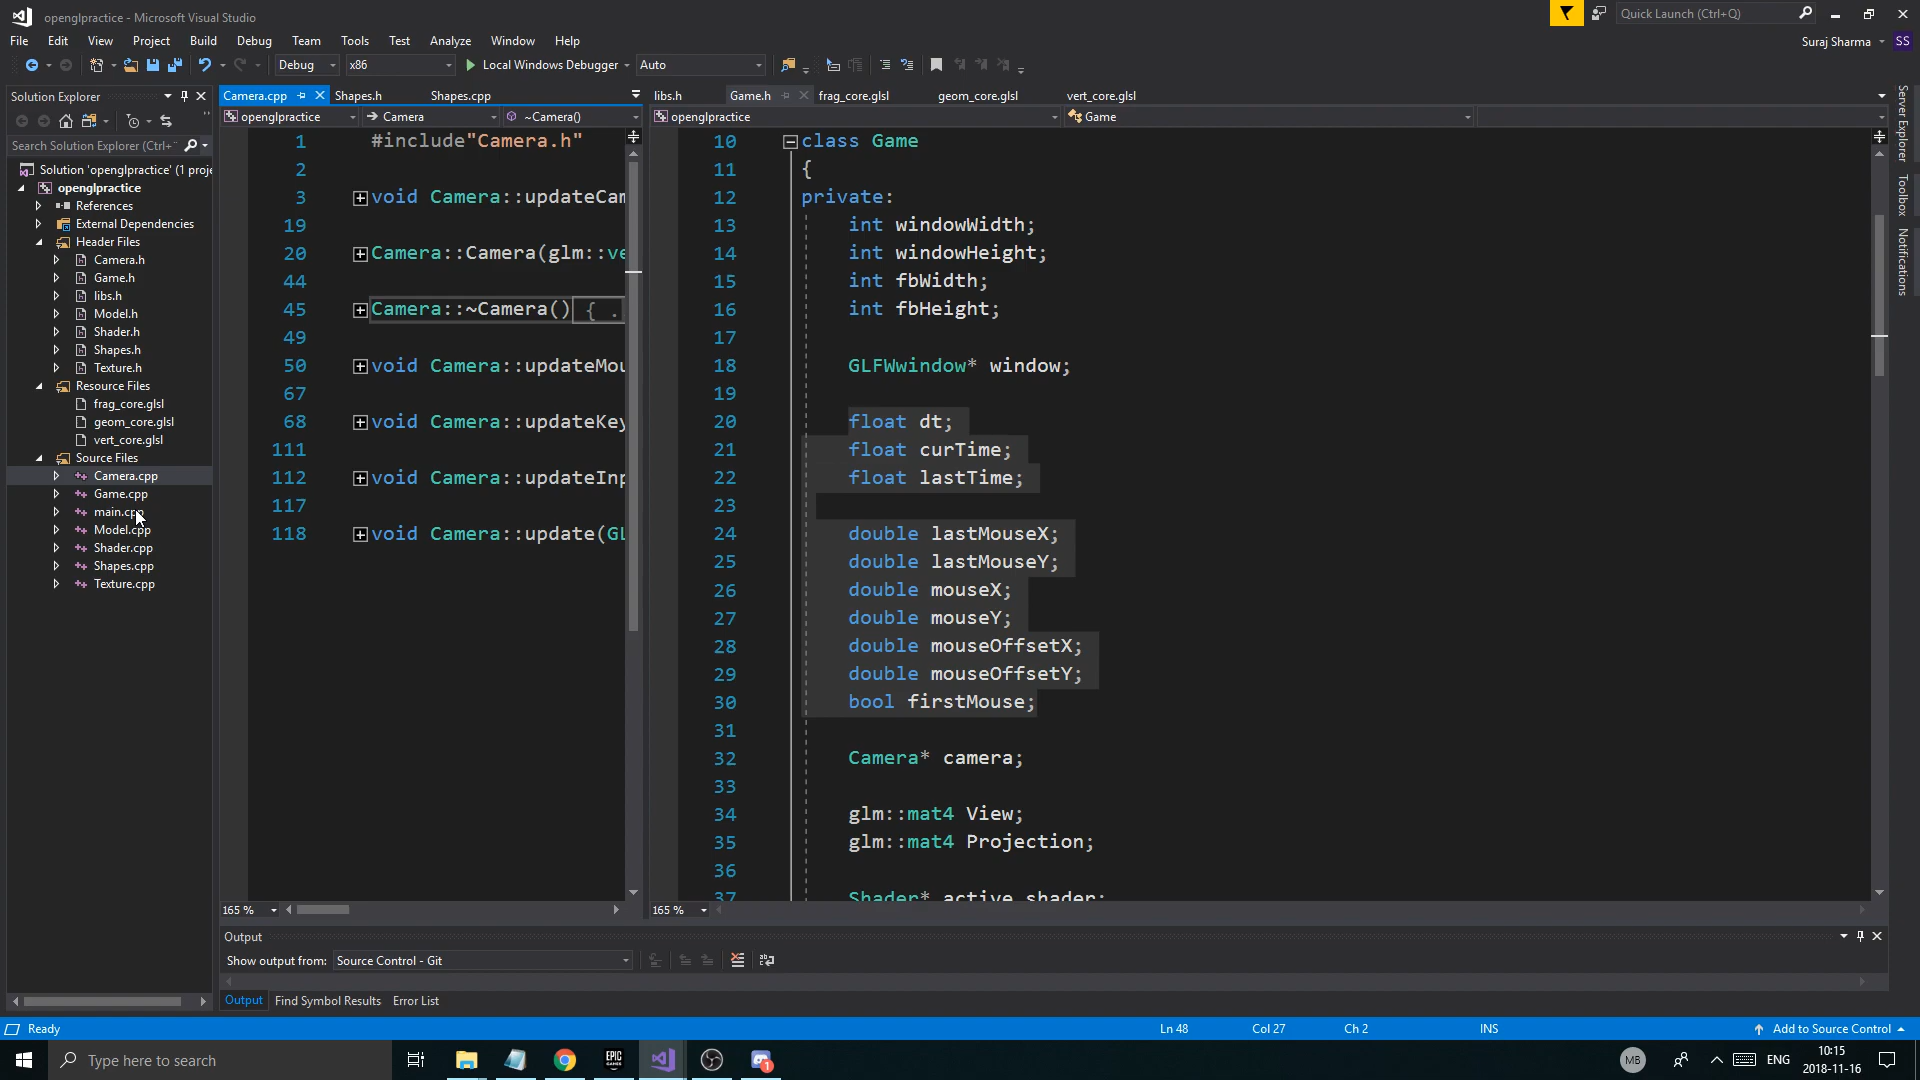 openglpractice - Microsoft Visual Studio
Quick Launch (Ctrl+Q)
File Edit View Project Build Debug Team Tools Test Analyze Window Help
Suraj Sharma SS
Debug x86 Local Windows Debugger Auto
Solution Explorer
Search Solution Explorer (Ctrl+
Solution 'openglpractice' (1 proje
openglpractice
References
External Dependencies
Header Files
Camera.h
Game.h
libs.h
Model.h
Shader.h
Shapes.h
Texture.h
Resource Files
frag_core.glsl
geom_core.glsl
vert_core.glsl
Source Files
Camera.cpp
Game.cpp
main.cpp
Model.cpp
Shader.cpp
Shapes.cpp
Texture.cpp
Camera.cpp Shapes.h Shapes.cpp
openglpractice Camera ~Camera()
1 #include"Camera.h"
2
3 void Camera::updateCam
19
20 Camera::Camera(glm::ve
44
45 Camera::~Camera() { .
49
50 void Camera::updateMou
67
68 void Camera::updateKey
111
112 void Camera::updateInp
117
118 void Camera::update(GL
165 %
libs.h Game.h frag_core.glsl geom_core.glsl vert_core.glsl
openglpractice Game
10 class Game
11 {
12 private:
13 int windowWidth;
14 int windowHeight;
15 int fbWidth;
16 int fbHeight;
17
18 GLFWwindow* window;
19
20 float dt;
21 float curTime;
22 float lastTime;
23
24 double lastMouseX;
25 double lastMouseY;
26 double mouseX;
27 double mouseY;
28 double mouseOffsetX;
29 double mouseOffsetY;
30 bool firstMouse;
31
32 Camera* camera;
33
34 glm::mat4 View;
35 glm::mat4 Projection;
36
37 Shader* active_shader;
165 %
Server Explorer
Toolbox
Notifications
Output
Show output from: Source Control - Git
Output Find Symbol Results Error List
Ready Ln 48 Col 27 Ch 2 INS Add to Source Control
Type here to search
EPIC GAMES
1
MB
ENG
10:15
2018-11-16